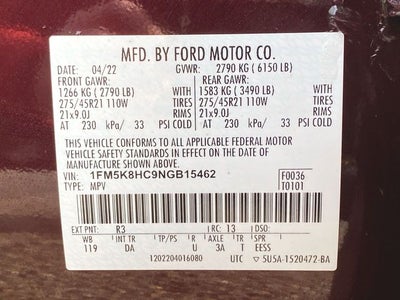 MFD. BY FORD MOTOR CO.
DATE: 04/22 GVWR: 2790 KG ( 6150 LB)
FRONT GAWR: REAR GAWR:
1266 KG ( 2790 LB) WITH 1583 KG ( 3490 LB) WITH
275/45R21 110W TIRES 275/45R21 110W TIRES
21x9.0J RIMS 21x9.0J RIMS
AT 230 kPa/ 33 PSI COLD AT 230 kPa/ 33 PSI COLD
THIS VEHICLE CONFORMS TO ALL APPLICABLE FEDERAL MOTOR
VEHICLE SAFETY STANDARDS IN EFFECT ON THE DATE OF
MANUFACTURE SHOWN ABOVE.
VIN: 1FM5K8HC9NGB15462 F0036
TYPE: MPV T0101
EXT PNT: R3 RC: 13 DSO:
WB INT TR TP/PS R AXLE TR SPR
119 DA U 3A T EEFF
1202204016080 UTC SU5A-1520472-BA